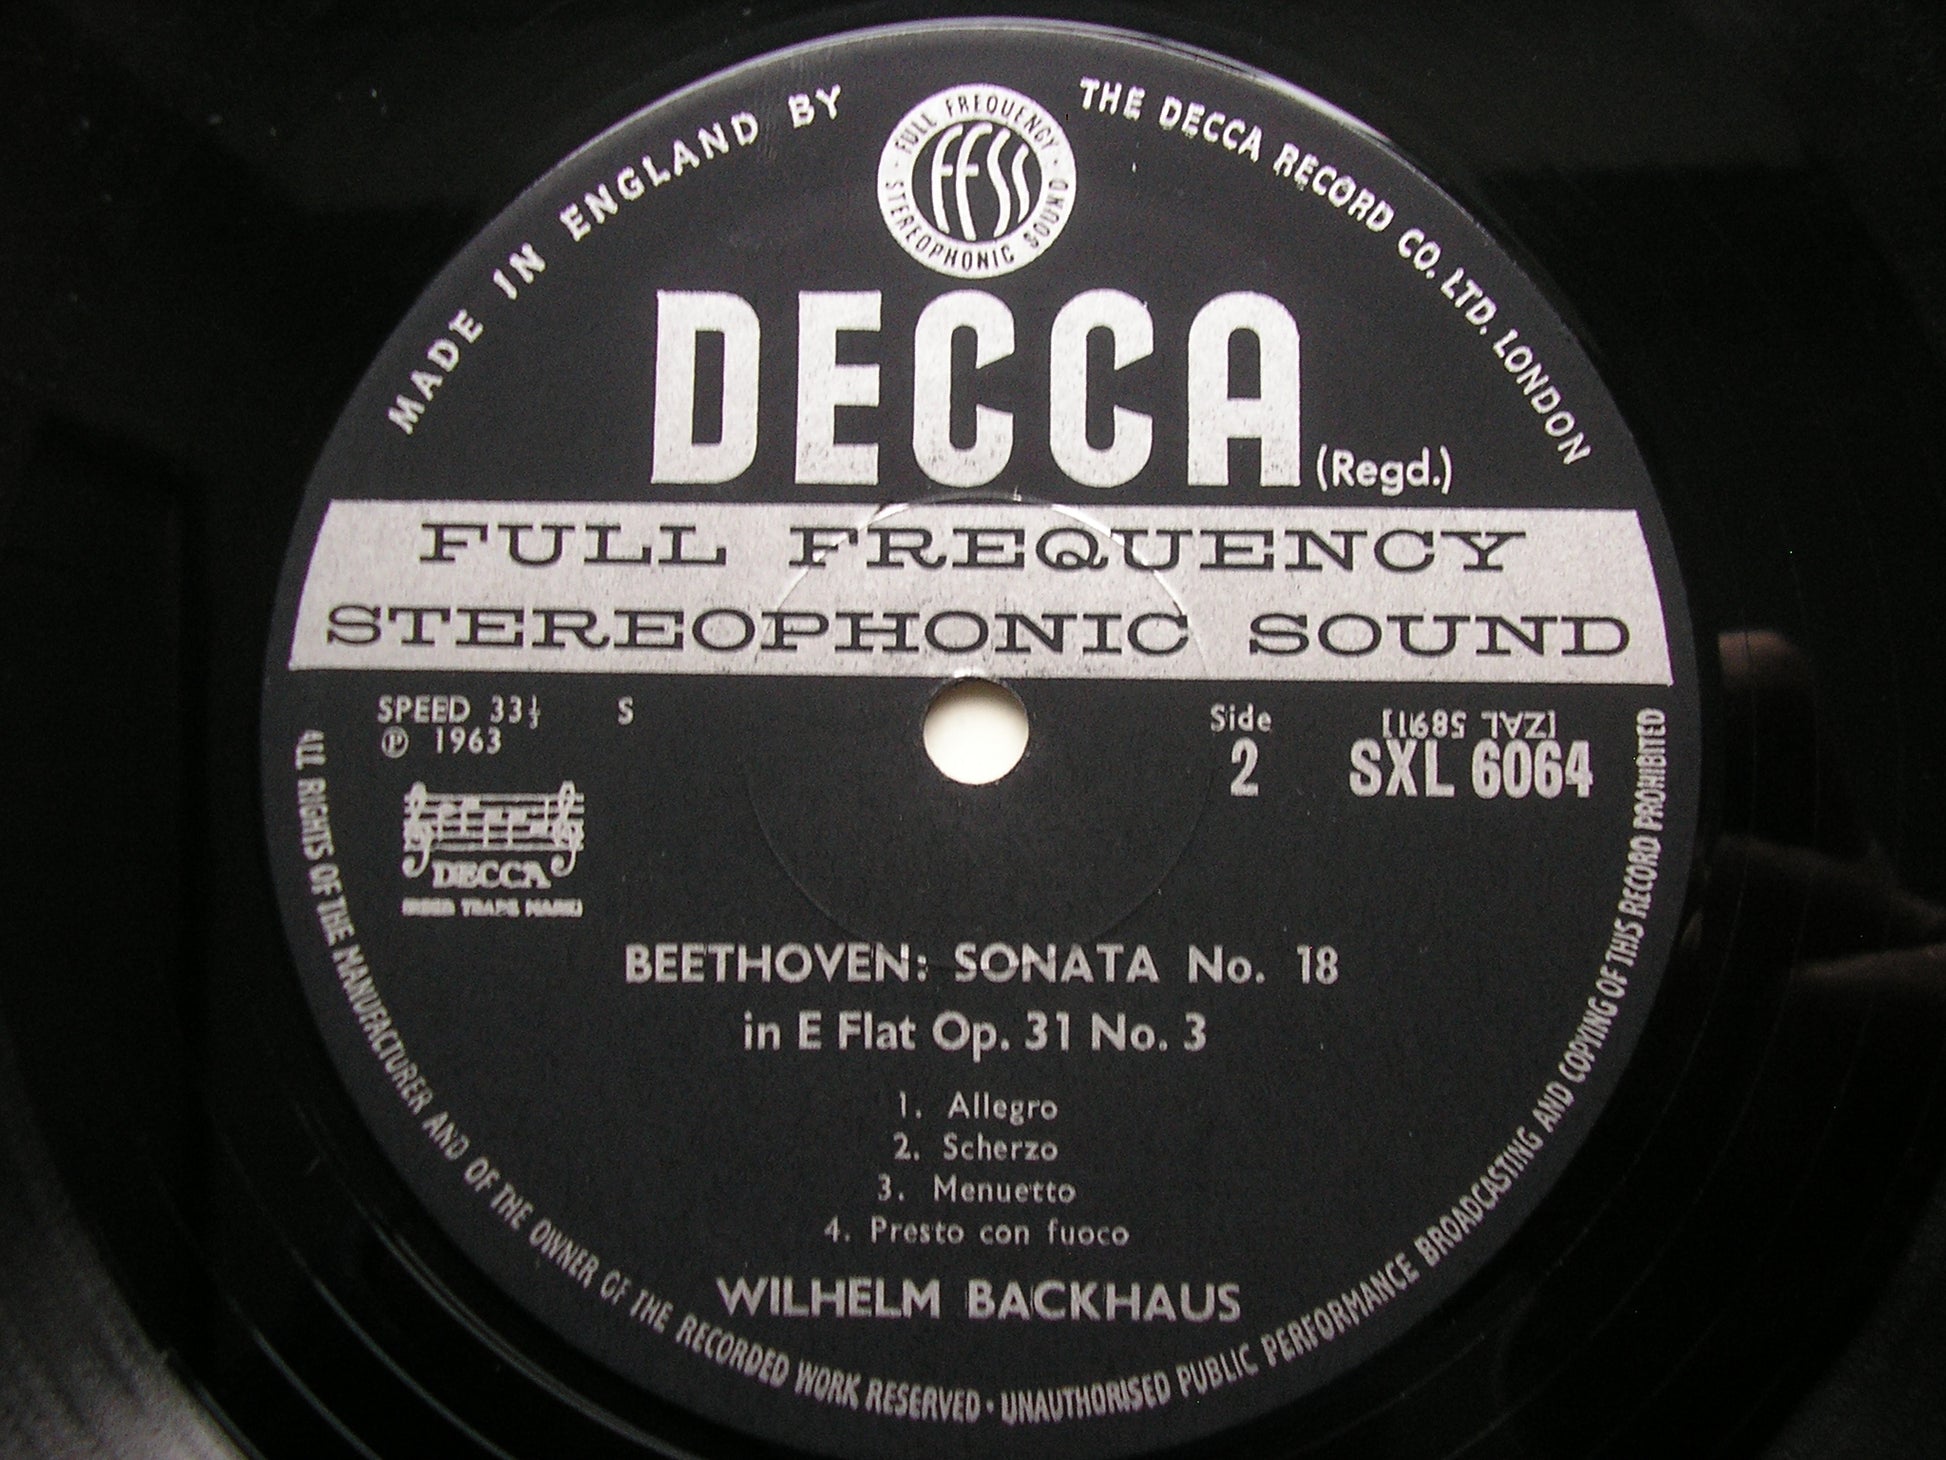 MADE IN ENGLAND BY THE DECCA RECORD CO. LTD. LONDON
FULL FREQUENCY
FFSS
STEREOPHONIC SOUND
DECCA (Regd.)
FULL FREQUENCY
STEREOPHONIC SOUND
SPEED 33⅓ S
℗ 1963
Side
2
[ZAL 5891]
SXL 6064
DECCA
BEETHOVEN: SONATA No. 18
in E Flat Op. 31 No. 3
1. Allegro
2. Scherzo
3. Menuetto
4. Presto con fuoco
WILHELM BACKHAUS
ALL RIGHTS OF THE MANUFACTURER AND OF THE OWNER OF THE RECORDED WORK RESERVED · UNAUTHORISED PUBLIC PERFORMANCE BROADCASTING AND COPYING OF THIS RECORD PROHIBITED